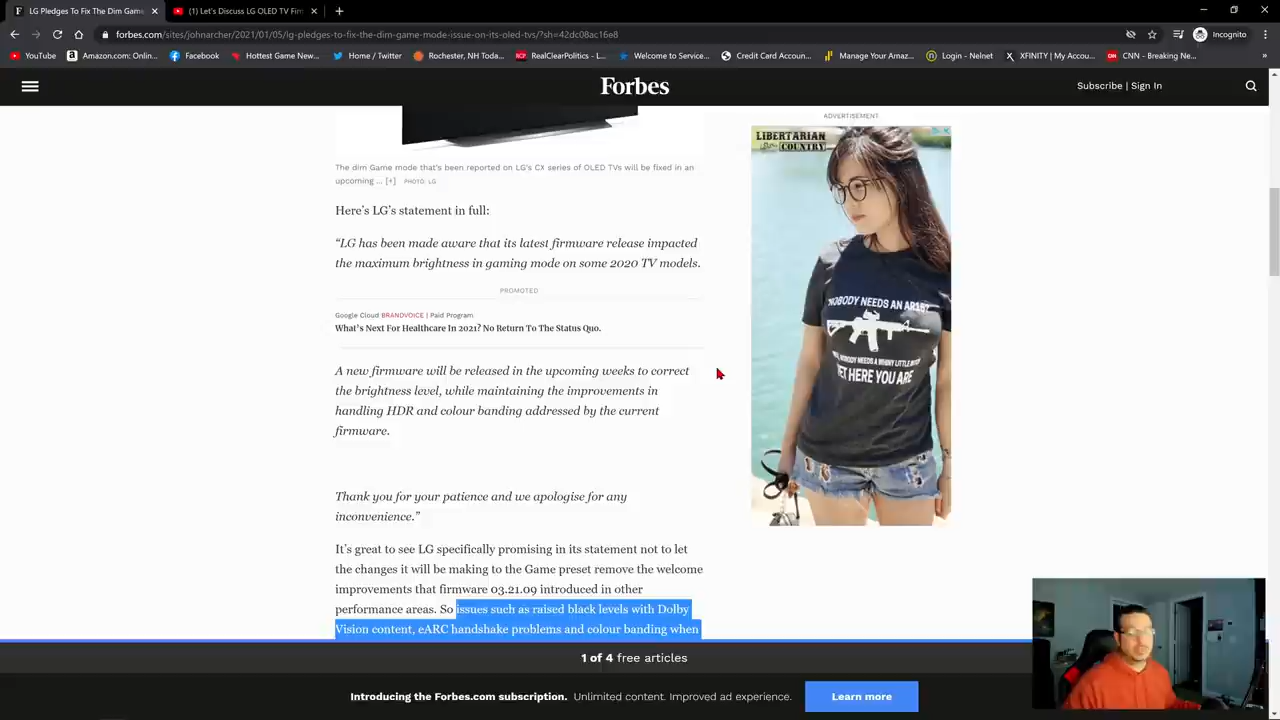 LG Pledges To Fix The Dim Game
(1) Let's Discuss LG OLED TV Fir
forbes.com/sites/johnarcher/2021/01/05/lg-pledges-to-fix-the-dim-game-mode-issue-on-oled-tvs/?sh=42dc08ac16e8
Incognito
YouTube
Amazon.com: Onlin...
Facebook
Hottest Game New...
Home / Twitter
Rochester, NH Toda...
RealClearPolitics - L...
Welcome to Service...
Credit Card Accoun...
Manage Your Amaz...
Login - Nelnet
XFINITY | My Accou...
CNN - Breaking Ne...
Forbes
Subscribe | Sign In
ADVERTISEMENT
LIBERTARIAN
COUNTRY
"NOBODY NEEDS AN AR15?
NOBODY NEEDS A WHINY LITTLE
YET HERE YOU ARE
The dim Game mode that's been reported on LG's CX series of OLED TVs will be fixed in an
upcoming ... [+] PHOTO: LG
Here's LG's statement in full:
“LG has been made aware that its latest firmware release impacted
the maximum brightness in gaming mode on some 2020 TV models.
PROMOTED
Google Cloud BRANDVOICE | Paid Program
What's Next For Healthcare In 2021? No Return To The Status Quo.
A new firmware will be released in the upcoming weeks to correct
the brightness level, while maintaining the improvements in
handling HDR and colour banding addressed by the current
firmware.
Thank you for your patience and we apologise for any
inconvenience.”
It's great to see LG specifically promising in its statement not to let
the changes it will be making to the Game preset remove the welcome
improvements that firmware 03.21.09 introduced in other
performance areas. So issues such as raised black levels with Dolby
Vision content, eARC handshake problems and colour banding when
1 of 4 free articles
Introducing the Forbes.com subscription. Unlimited content. Improved ad experience.
Learn more